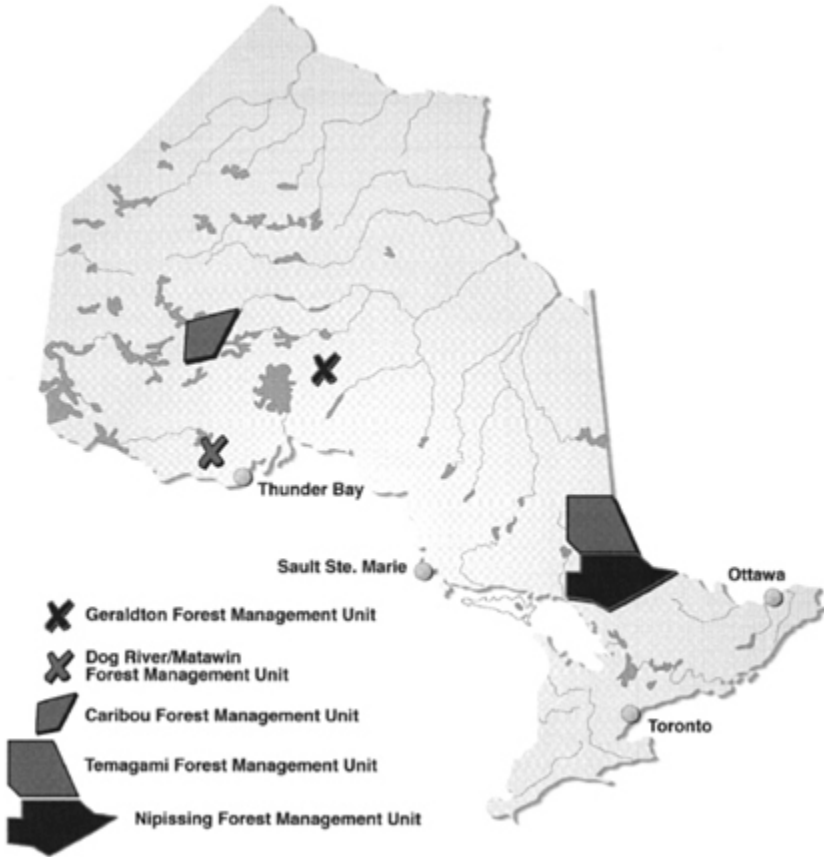 Thunder Bay
Sault Ste. Marie
Ottawa
Toronto
Geraldton Forest Management Unit
Dog River/Matawin
Forest Management Unit
Caribou Forest Management Unit
Temagami Forest Management Unit
Nipissing Forest Management Unit